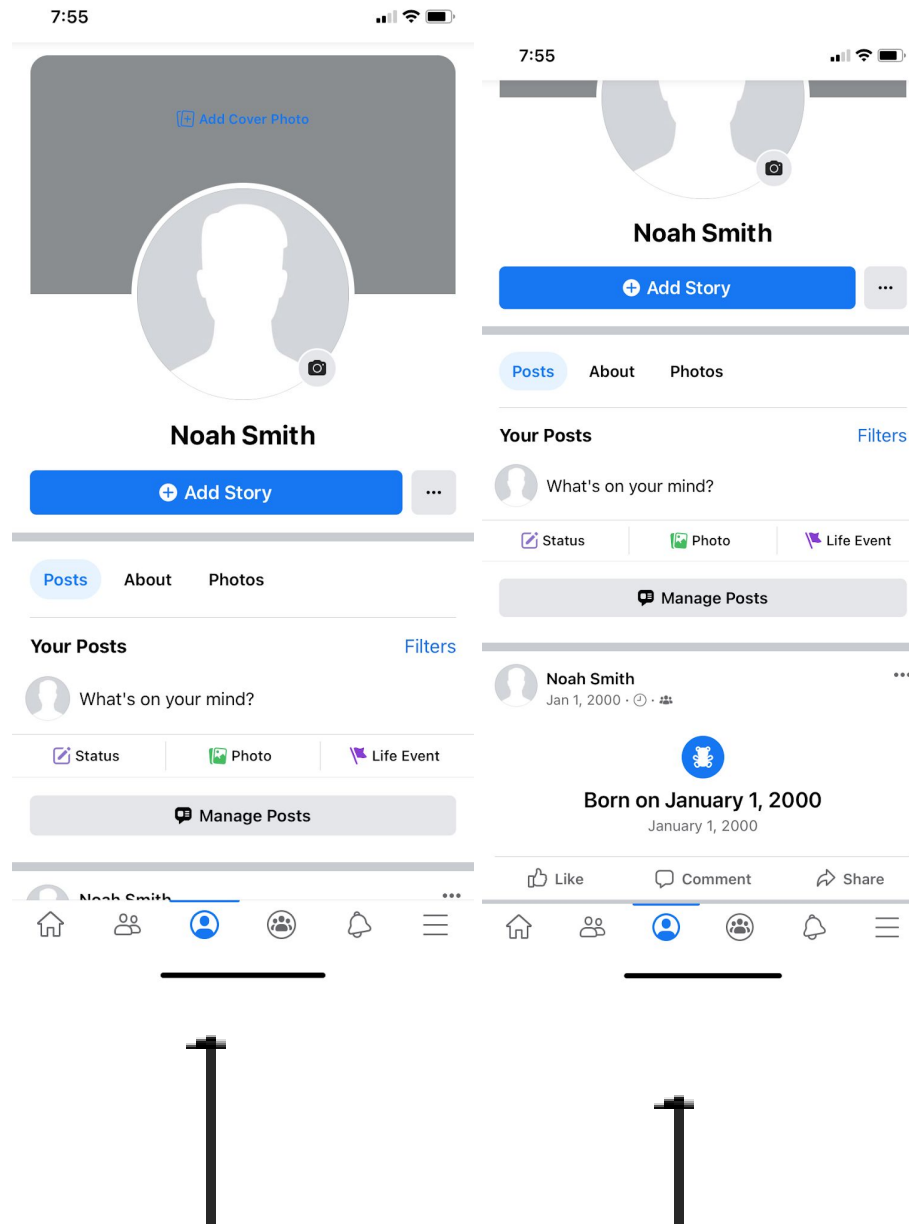 7:55
Add Cover Photo
Noah Smith
Add Story
Posts About Photos
Your Posts Filters
What's on your mind?
Status Photo Life Event
Manage Posts
Noah Smith
7:55
Noah Smith
Add Story
Posts About Photos
Your Posts Filters
What's on your mind?
Status Photo Life Event
Manage Posts
Noah Smith
Jan 1, 2000 ·
Born on January 1, 2000
January 1, 2000
Like Comment Share